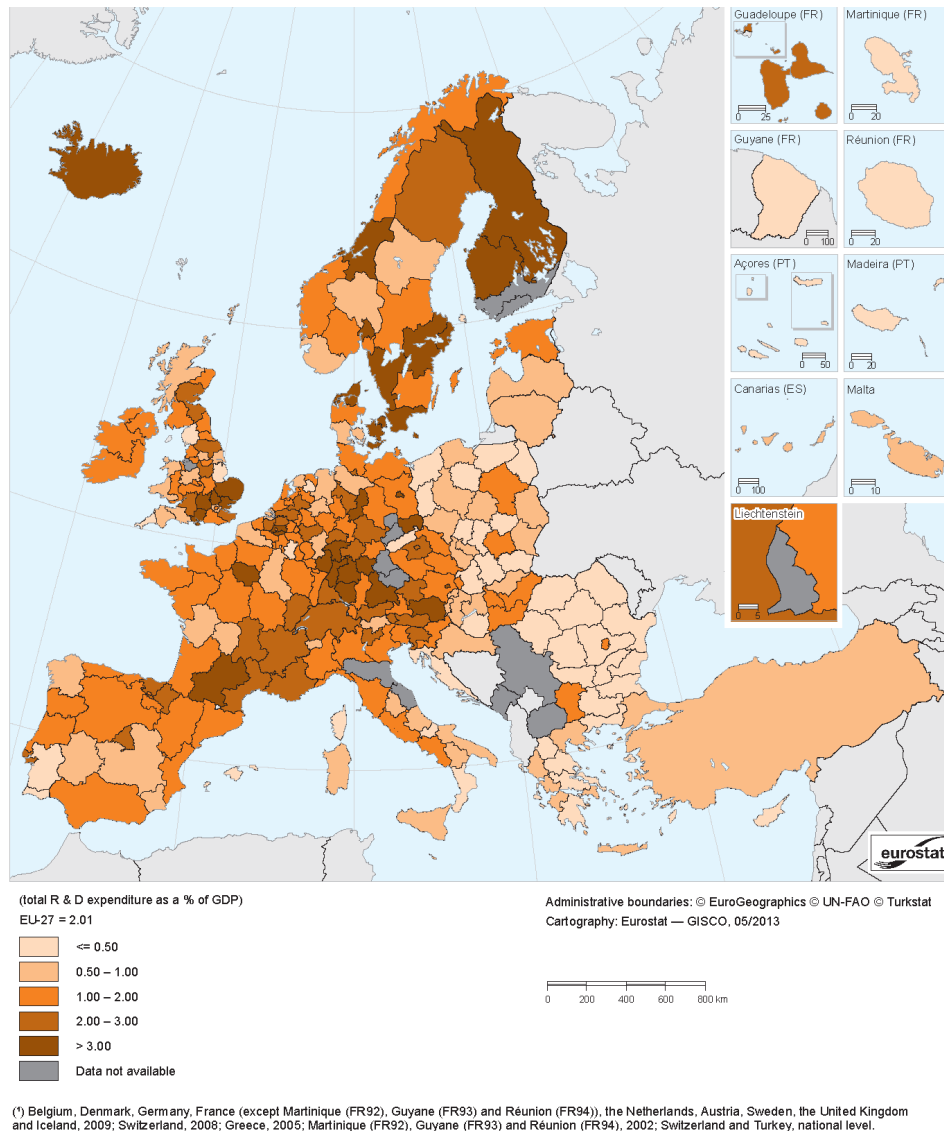 Guadeloupe (FR)
Martinique (FR)
0 25
0 20
Guyane (FR)
Réunion (FR)
0 100
0 20
Açores (PT)
Madeira (PT)
0 50
0 20
Canarias (ES)
Malta
0 100
0 10
Liechtenstein
0 5
eurostat
(total R & D expenditure as a % of GDP)
EU-27 = 2.01
<= 0.50
0.50 – 1.00
1.00 – 2.00
2.00 – 3.00
> 3.00
Data not available
Administrative boundaries: © EuroGeographics © UN-FAO © Turkstat
Cartography: Eurostat — GISCO, 05/2013
0 200 400 600 800 km
(¹) Belgium, Denmark, Germany, France (except Martinique (FR92), Guyane (FR93) and Réunion (FR94)), the Netherlands, Austria, Sweden, the United Kingdom
and Iceland, 2009; Switzerland, 2008; Greece, 2005; Martinique (FR92), Guyane (FR93) and Réunion (FR94), 2002; Switzerland and Turkey, national level.